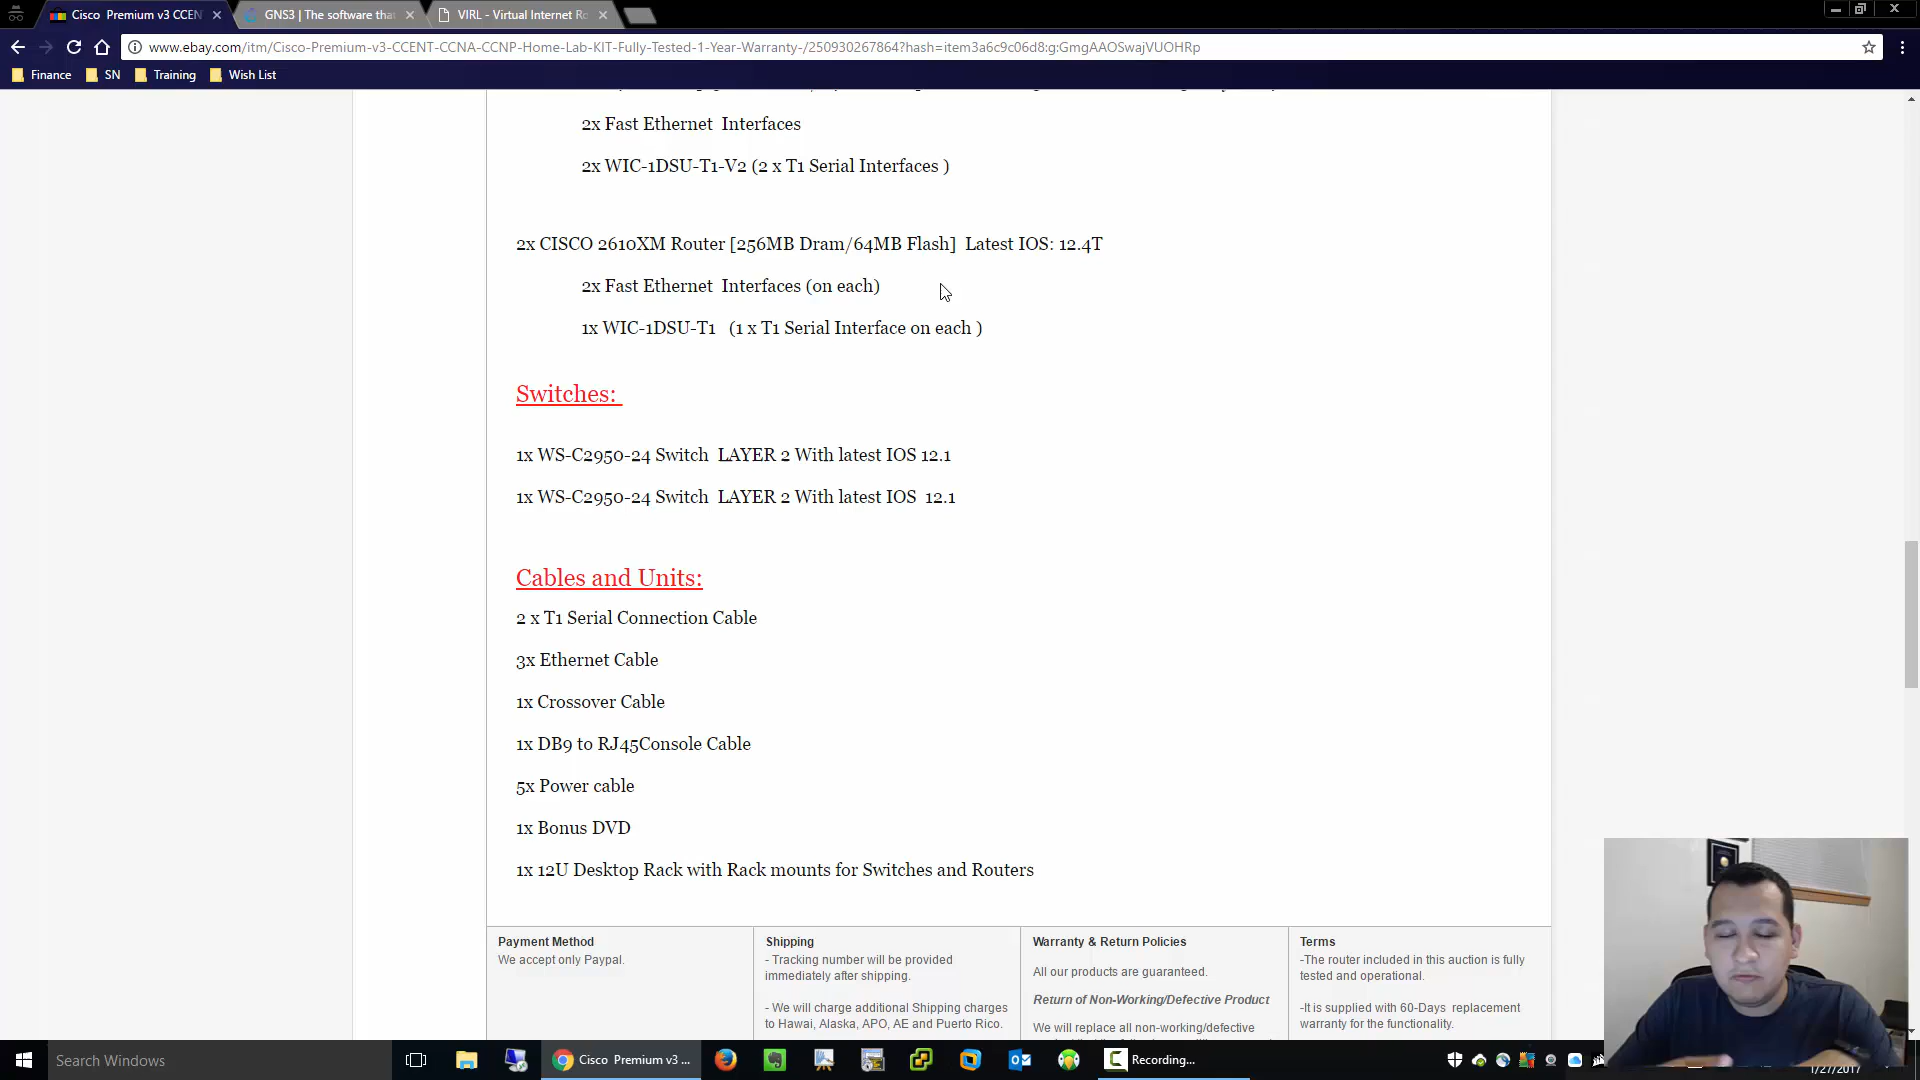 Cisco Premium v3 CCEN
GNS3 | The software tha
VIRL - Virtual Internet Ro
www.ebay.com/itm/Cisco-Premium-v3-CCENT-CCNA-CCNP-Home-Lab-KIT-Fully-Tested-1-Year-Warranty-/250930267864?hash=item3a6c9c06d8:g:GmgAAOSwajVUOHRp
Finance SN Training Wish List
2x Fast Ethernet Interfaces
2x WIC-1DSU-T1-V2 (2 x T1 Serial Interfaces )
2x CISCO 2610XM Router [256MB Dram/64MB Flash] Latest IOS: 12.4T
2x Fast Ethernet Interfaces (on each)
1x WIC-1DSU-T1 (1 x T1 Serial Interface on each )
Switches:
1x WS-C2950-24 Switch LAYER 2 With latest IOS 12.1
1x WS-C2950-24 Switch LAYER 2 With latest IOS 12.1
Cables and Units:
2 x T1 Serial Connection Cable
3x Ethernet Cable
1x Crossover Cable
1x DB9 to RJ45Console Cable
5x Power cable
1x Bonus DVD
1x 12U Desktop Rack with Rack mounts for Switches and Routers
Payment Method
We accept only Paypal.
Shipping
- Tracking number will be provided
immediately after shipping.
- We will charge additional Shipping charges
to Hawai, Alaska, APO, AE and Puerto Rico.
Warranty & Return Policies
All our products are guaranteed.
Return of Non-Working/Defective Product
We will replace all non-working/defective
Terms
-The router included in this auction is fully
tested and operational.
-It is supplied with 60-Days replacement
warranty for the functionality.
Search Windows
Cisco Premium v3 ...
Recording...
1/27/2017